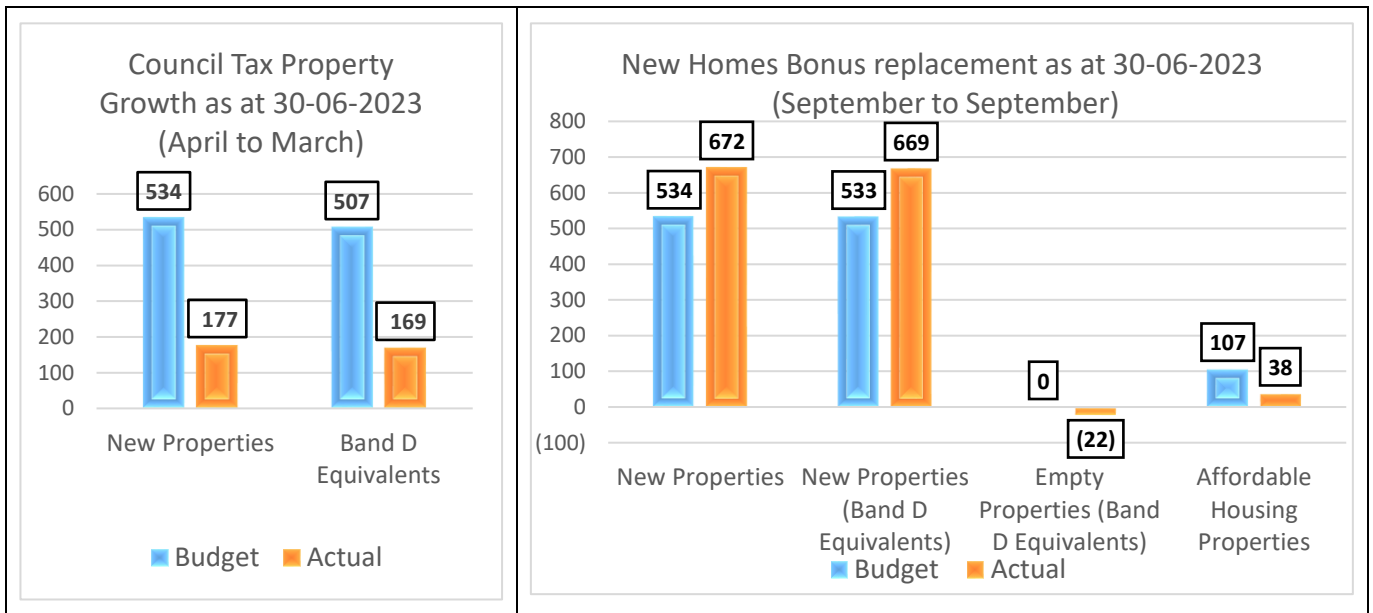 Council Tax Property
Growth as at 30-06-2023
(April to March)
600
500
400
300
200
100
0
534
177
507
169
New Properties
Band D
Equivalents
Budget Actual
New Homes Bonus replacement as at 30-06-2023
(September to September)
800
700
600
500
400
300
200
100
0
(100)
534
672
533
669
0
(22)
107
38
New Properties
New Properties
(Band D
Equivalents)
Empty
Properties (Band
D Equivalents)
Affordable
Housing
Properties
Budget Actual